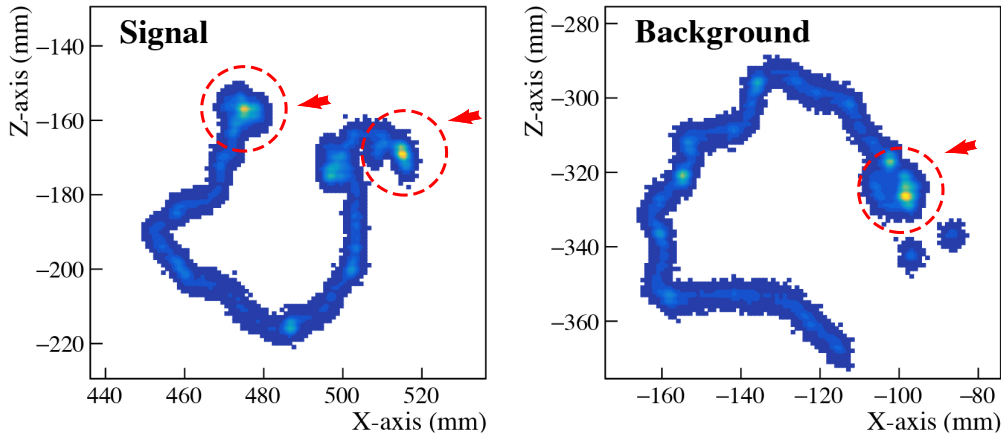 Signal
Z-axis (mm)
−140
−160
−180
−200
−220
440 460 480 500 520
X-axis (mm)
Background
Z-axis (mm)
−280
−300
−320
−340
−360
−160 −140 −120 −100 −80
X-axis (mm)